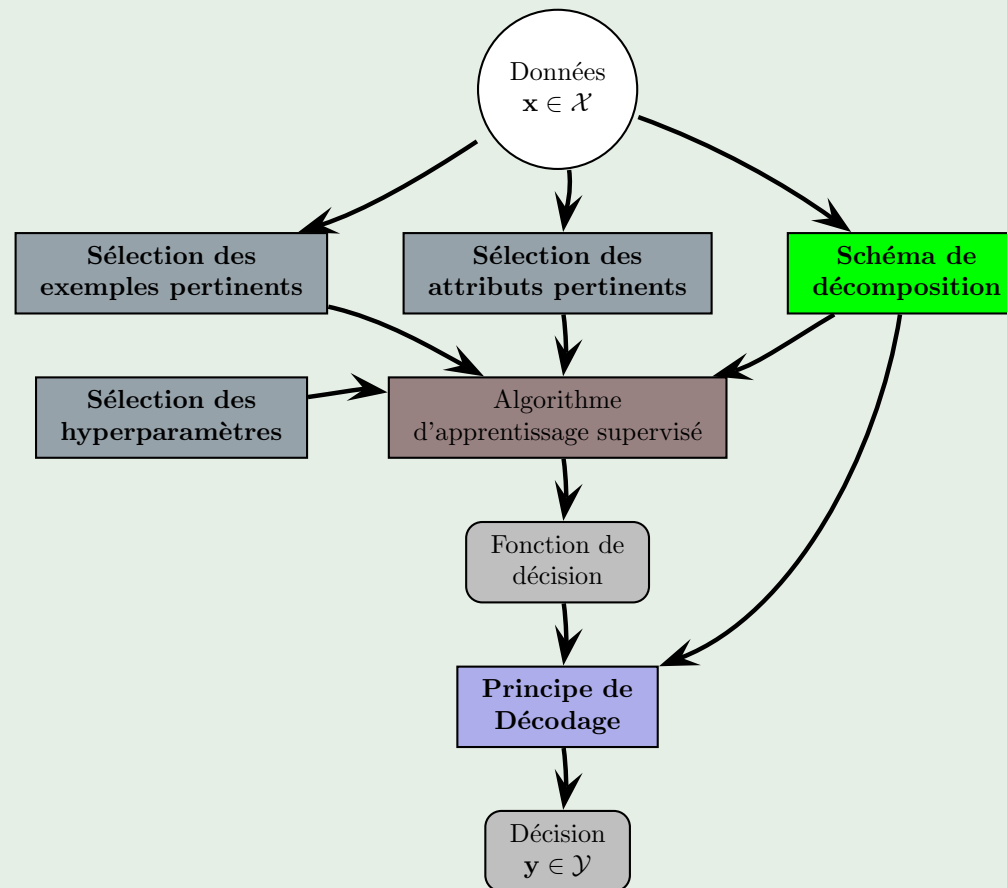 Données
x ∈ 𝒳
Sélection des
exemples pertinents
Sélection des
attributs pertinents
Schéma de
décomposition
Sélection des
hyperparamètres
Algorithme
d'apprentissage supervisé
Fonction de
décision
Principe de
Décodage
Décision
y ∈ 𝒴